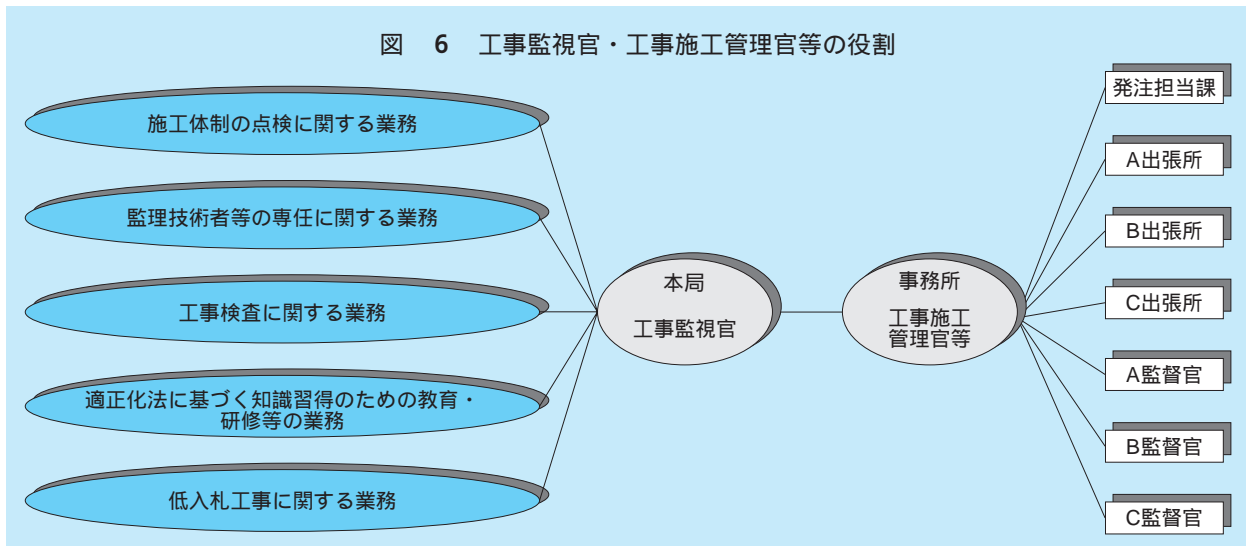 図 6 工事監視官・工事施工管理官等の役割
施工体制の点検に関する業務
監理技術者等の専任に関する業務
工事検査に関する業務
適正化法に基づく知識習得のための教育・
研修等の業務
低入札工事に関する業務
本局
工事監視官
事務所
工事施工
管理官等
発注担当課
A出張所
B出張所
C出張所
A監督官
B監督官
C監督官